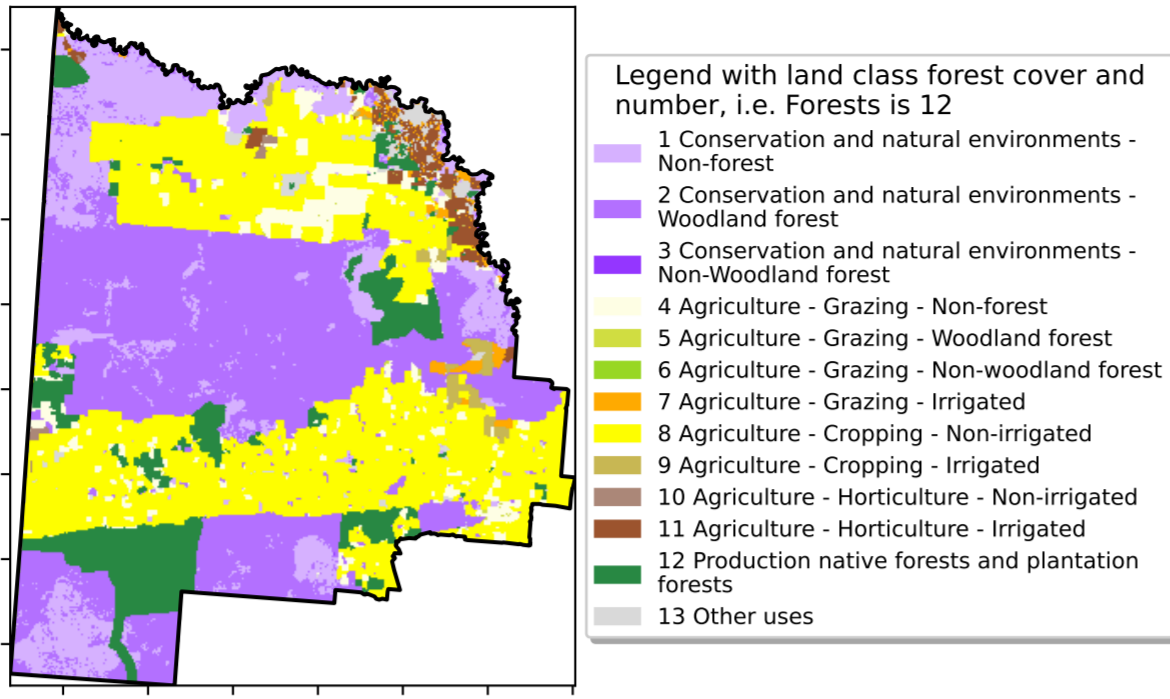 Legend with land class forest cover and
number, i.e. Forests is 12
1 Conservation and natural environments -
Non-forest
2 Conservation and natural environments -
Woodland forest
3 Conservation and natural environments -
Non-Woodland forest
4 Agriculture - Grazing - Non-forest
5 Agriculture - Grazing - Woodland forest
6 Agriculture - Grazing - Non-woodland forest
7 Agriculture - Grazing - Irrigated
8 Agriculture - Cropping - Non-irrigated
9 Agriculture - Cropping - Irrigated
10 Agriculture - Horticulture - Non-irrigated
11 Agriculture - Horticulture - Irrigated
12 Production native forests and plantation
forests
13 Other uses